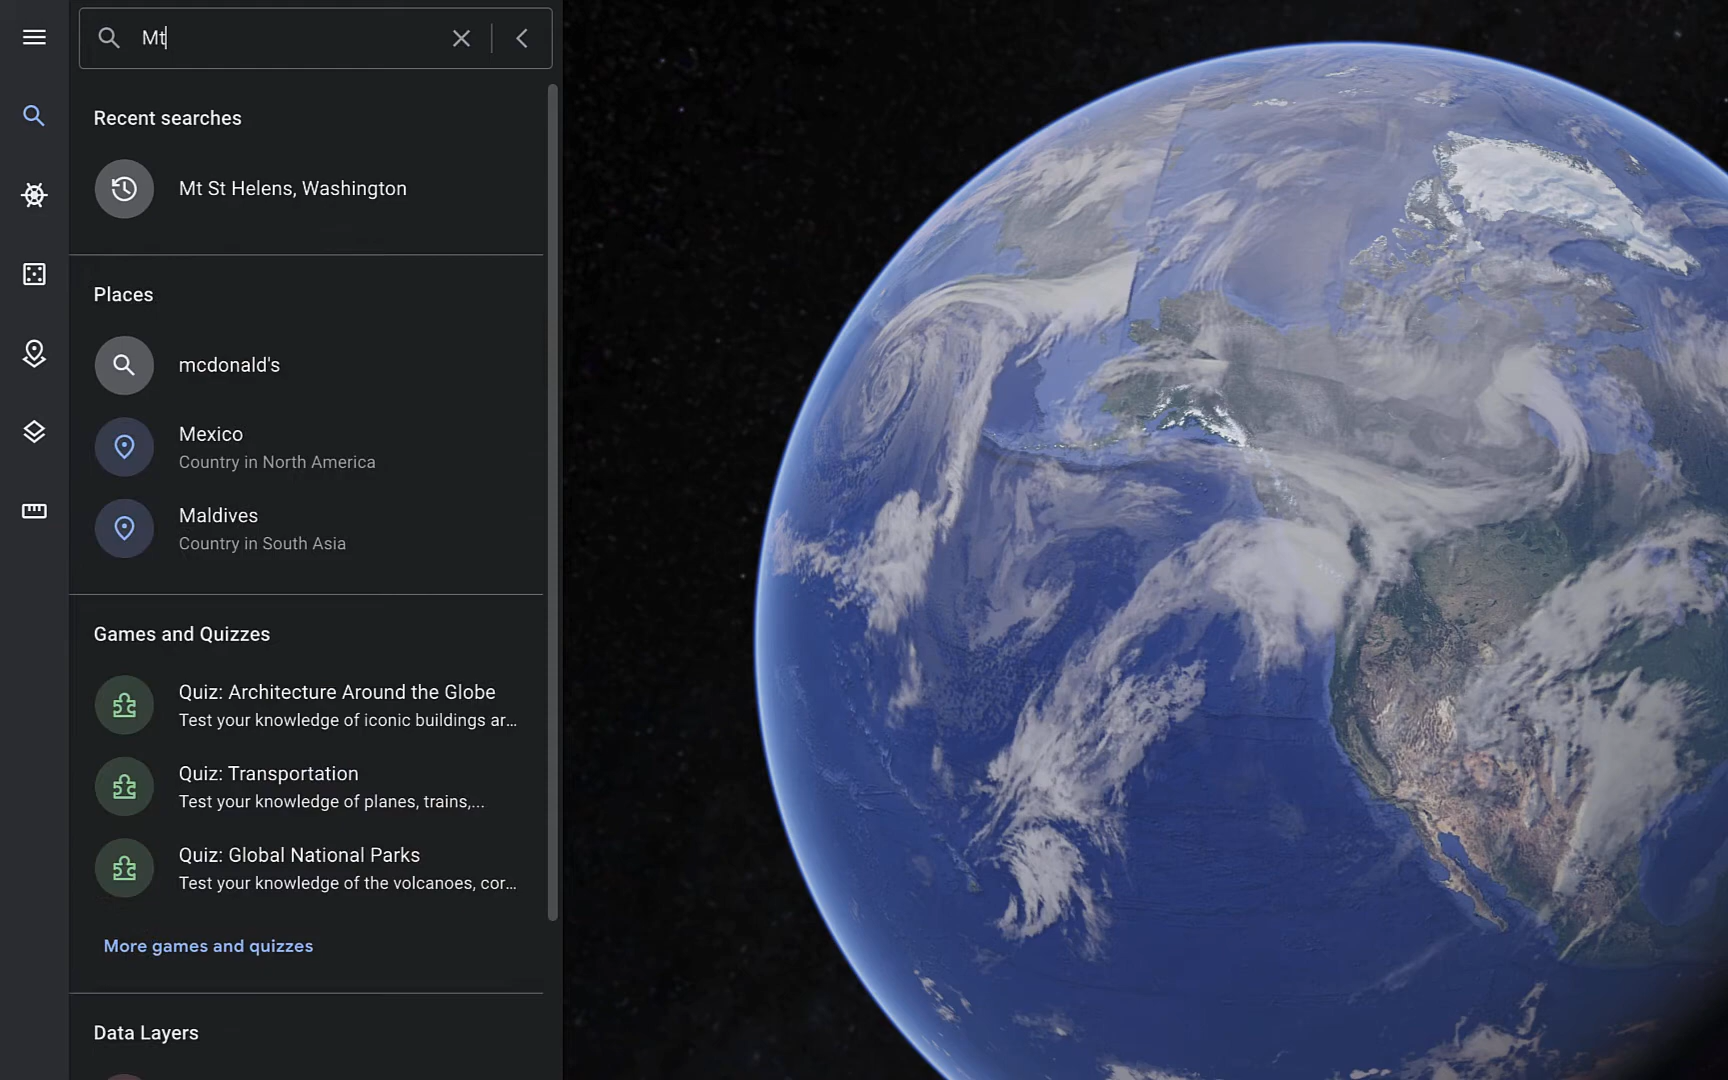 Mt
Recent searches
Mt St Helens, Washington
Places
mcdonald's
Mexico
Country in North America
Maldives
Country in South Asia
Games and Quizzes
Quiz: Architecture Around the Globe
Test your knowledge of iconic buildings ar...
Quiz: Transportation
Test your knowledge of planes, trains,...
Quiz: Global National Parks
Test your knowledge of the volcanoes, cor...
More games and quizzes
Data Layers